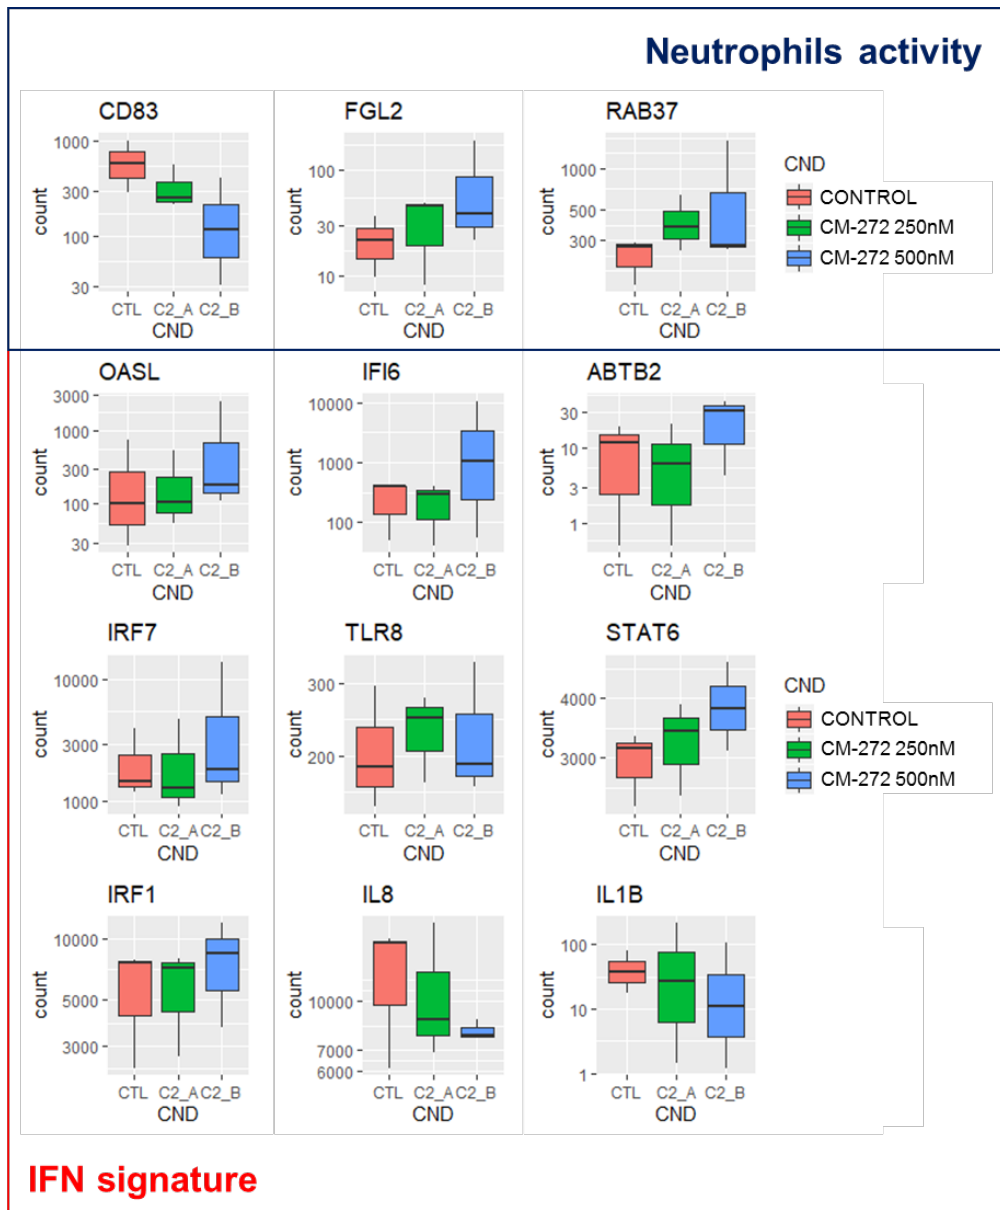 Neutrophils activity
CD83
FGL2
RAB37
1000
300
100
30
count
CTL C2_A C2_B
CND
100
30
10
count
CTL C2_A C2_B
CND
1000
500
300
count
CTL C2_A C2_B
CND
CND
CONTROL
CM-272 250nM
CM-272 500nM
OASL
IFI6
ABTB2
3000
1000
300
100
30
count
CTL C2_A C2_B
CND
10000
1000
100
count
CTL C2_A C2_B
CND
30
10
3
1
count
CTL C2_A C2_B
CND
IRF7
TLR8
STAT6
10000
3000
1000
count
CTL C2_A C2_B
CND
300
200
count
CTL C2_A C2_B
CND
4000
3000
count
CTL C2_A C2_B
CND
CND
CONTROL
CM-272 250nM
CM-272 500nM
IRF1
IL8
IL1B
10000
5000
3000
count
CTL C2_A C2_B
CND
10000
7000
6000
count
CTL C2_A C2_B
CND
100
10
1
count
CTL C2_A C2_B
CND
IFN signature